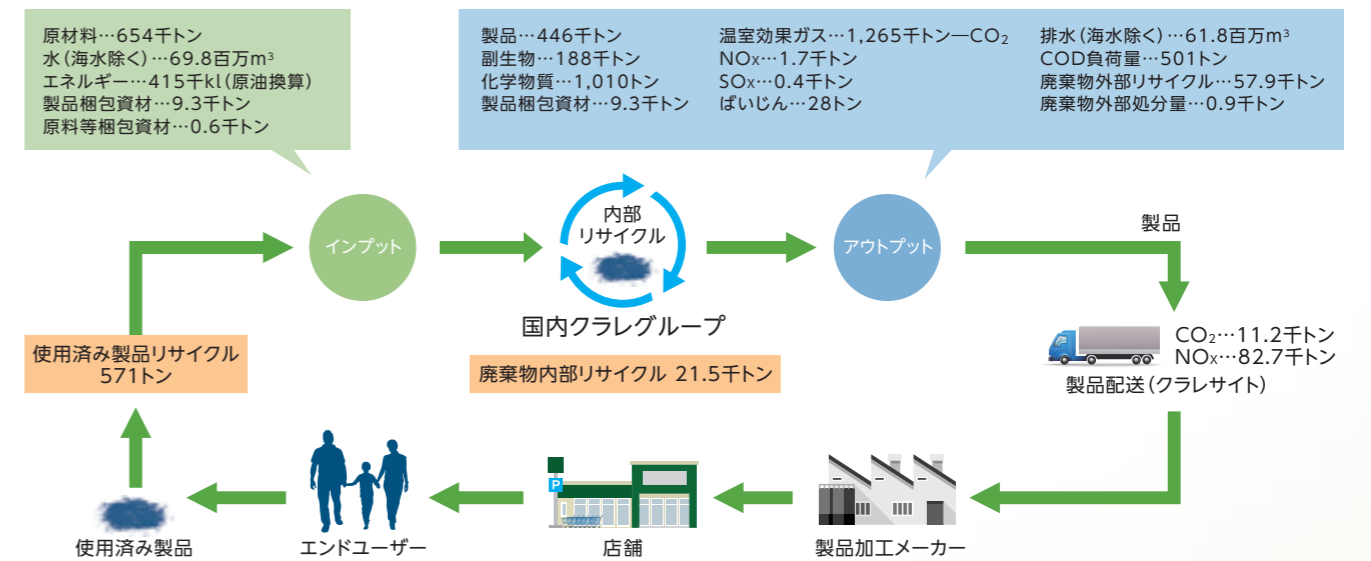 原材料…654千トン
水（海水除く）…69.8百万m³
エネルギー…415千kl（原油換算）
製品梱包資材…9.3千トン
原料等梱包資材…0.6千トン
製品…446千トン
副生物…188千トン
化学物質…1,010トン
製品梱包資材…9.3千トン
温室効果ガス…1,265千トン―CO₂
NOx…1.7千トン
SOx…0.4千トン
ばいじん…28トン
排水（海水除く）…61.8百万m³
COD負荷量…501トン
廃棄物外部リサイクル…57.9千トン
廃棄物外部処分量…0.9千トン
インプット
内部
リサイクル
国内クラレグループ
廃棄物内部リサイクル 21.5千トン
アウトプット
製品
CO₂…11.2千トン
NOx…82.7千トン
製品配送（クラレサイト）
製品加工メーカー
店舗
P
エンドユーザー
使用済み製品
使用済み製品リサイクル
571トン